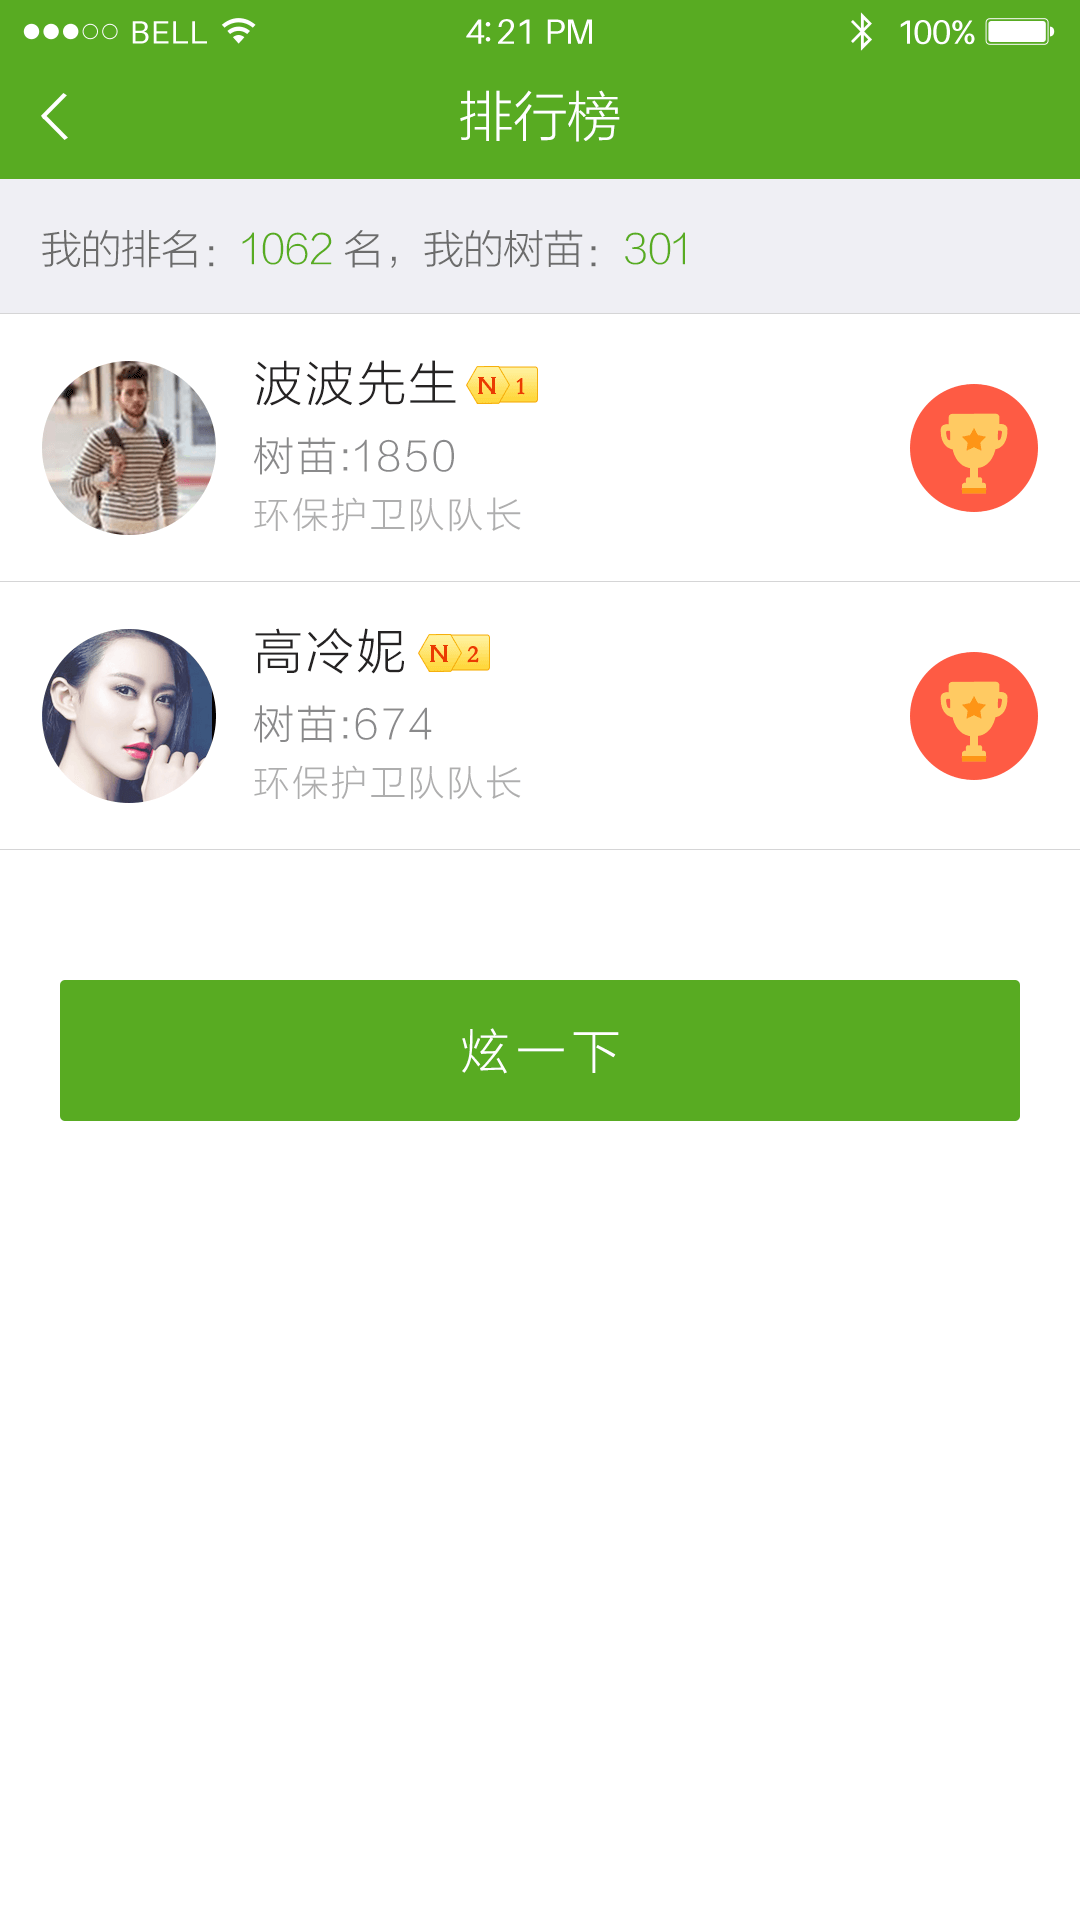 BELL 4:21 PM 100%
排行榜
我的排名：1062 名，我的树苗：301
波波先生 N 1
树苗:1850
环保护卫队队长
高冷妮 N 2
树苗:674
环保护卫队队长
炫一下